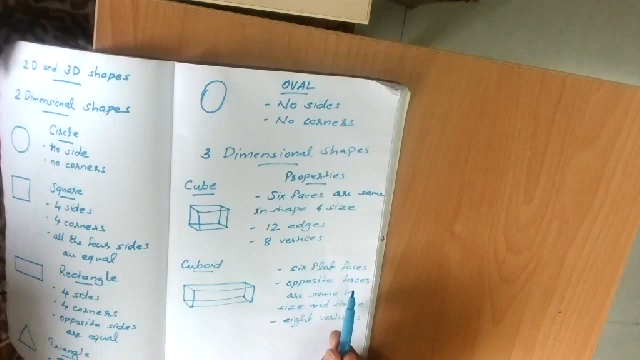 2D and 3D shapes
2 Dimensional shapes
Circle
- no side
- no corners
Square
- 4 sides
- 4 corners
- all the four sides
are equal
Rectangle
- 4 sides
- 4 corners
- opposite sides
are equal
Triangle
OVAL
- No sides
- No corners
3 Dimensional shapes
Properties
Cube
- Six faces are same
in shape & size
- 12 edges
- 8 vertices
Cuboid
- six flat faces
- opposite faces
are same in
size and
- eight vertices